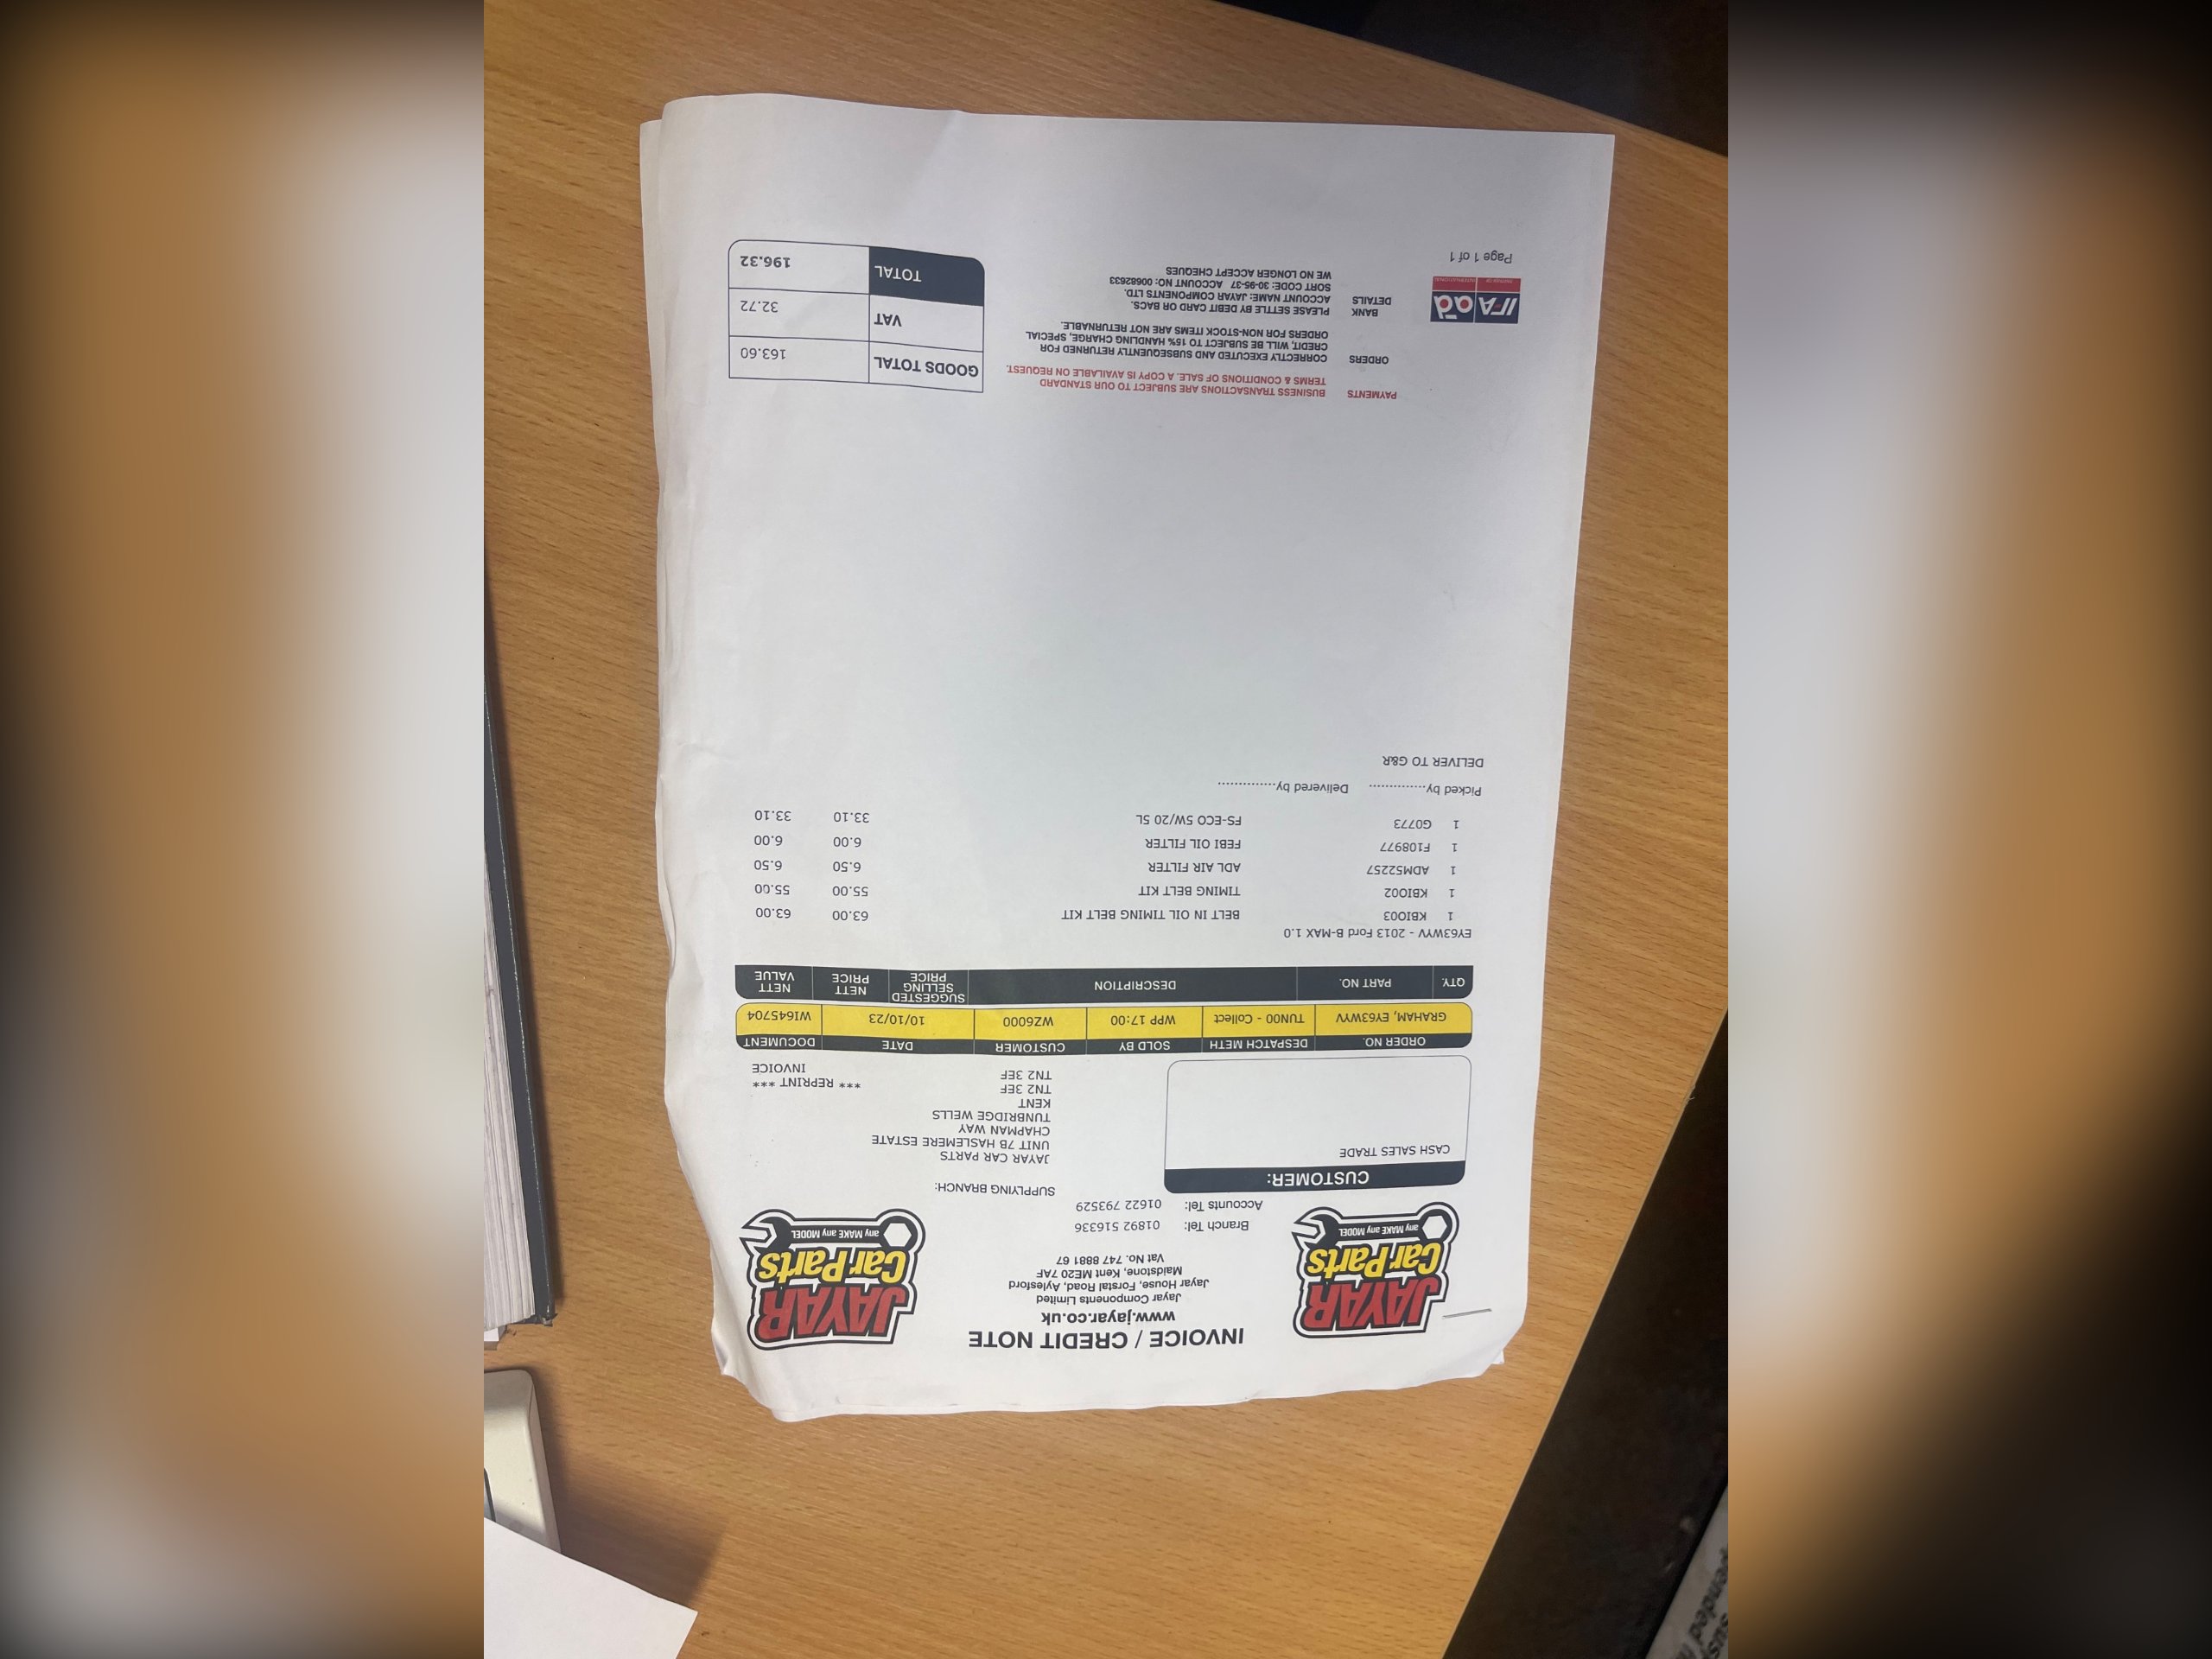 INVOICE / CREDIT NOTE
www.jayar.co.uk
Jayar Components Limited
Jayar House, Forstal Road, Aylesford
Maidstone, Kent ME20 7AF
Vat No. 747 8881 67
JAYAR
Car Parts
any MAKE any MODEL
JAYAR
Car Parts
any MAKE any MODEL
Branch Tel: 01892 516336
Accounts Tel: 01622 793529
CUSTOMER:
CASH SALES TRADE
SUPPLYING BRANCH:
JAYAR CAR PARTS
UNIT 7B HASLEMERE ESTATE
CHAPMAN WAY
TUNBRIDGE WELLS
KENT
TN2 3EF
TN2 3EF
*** REPRINT ***
INVOICE
ORDER NO. DESPATCH METH SOLD BY CUSTOMER DATE DOCUMENT
GRAHAM, EY63WYV TUN00 - Collect WPP 17:00 WZ6000 10/10/23 WI645704
QTY. PART NO. DESCRIPTION SUGGESTED SELLING PRICE NETT PRICE NETT VALUE
EY63WYV - 2013 Ford B-MAX 1.0
1 KBIO03 BELT IN OIL TIMING BELT KIT 63.00 63.00
1 KBIO02 TIMING BELT KIT 55.00 55.00
1 ADM52257 ADL AIR FILTER 6.50 6.50
1 F108977 FEBI OIL FILTER 6.00 6.00
1 G0773 FS-ECO 5W/20 5L 33.10 33.10
Picked by.............. Delivered by..............
DELIVER TO G&R
PAYMENTS BUSINESS TRANSACTIONS ARE SUBJECT TO OUR STANDARD
TERMS & CONDITIONS OF SALE. A COPY IS AVAILABLE ON REQUEST.
ORDERS CORRECTLY EXECUTED AND SUBSEQUENTLY RETURNED FOR
CREDIT, WILL BE SUBJECT TO 15% HANDLING CHARGE, SPECIAL
ORDERS FOR NON-STOCK ITEMS ARE NOT RETURNABLE.
BANK DETAILS PLEASE SETTLE BY DEBIT CARD OR BACS.
ACCOUNT NAME: JAYAR COMPONENTS LTD.
SORT CODE: 30-95-37 ACCOUNT NO: 00682633
WE NO LONGER ACCEPT CHEQUES
GOODS TOTAL 163.60
VAT 32.72
TOTAL 196.32
IFA ad
Page 1 of 1